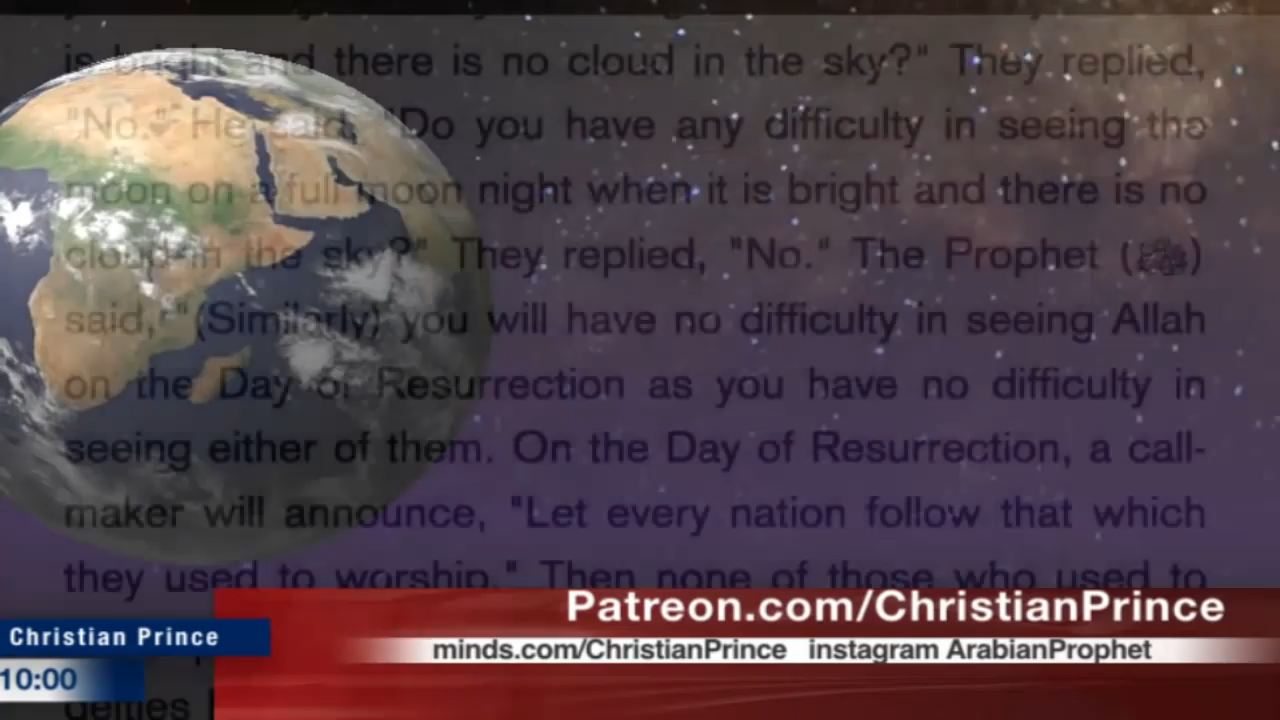 is bright and there is no cloud in the sky?" They replied,
"No." He said, "Do you have any difficulty in seeing the
moon on a full moon night when it is bright and there is no
cloud in the sky?" They replied, "No." The Prophet (ﷺ)
said, "(Similarly) you will have no difficulty in seeing Allah
on the Day of Resurrection as you have no difficulty in
seeing either of them. On the Day of Resurrection, a call-
maker will announce, "Let every nation follow that which
they used to worship." Then none of those who used to
Patreon.com/ChristianPrince
Christian Prince
minds.com/ChristianPrince instagram ArabianProphet
10:00
deities